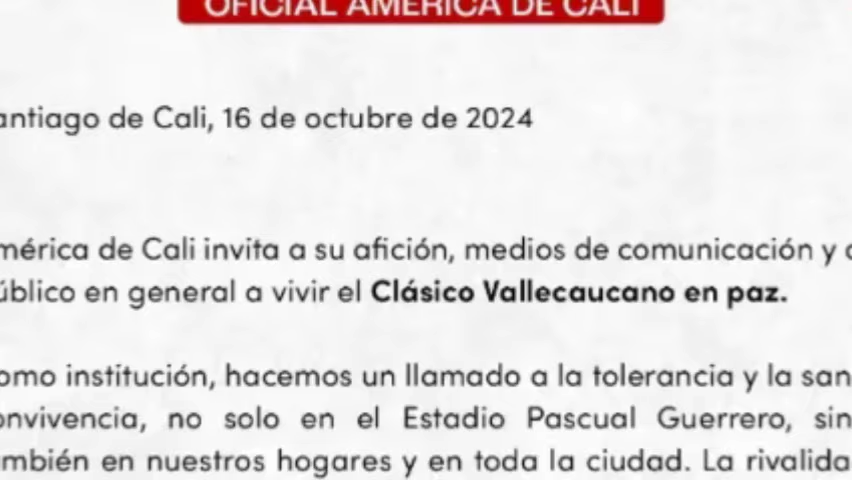 OFICIAL AMÉRICA DE CALI
antiago de Cali, 16 de octubre de 2024
mérica de Cali invita a su afición, medios de comunicación y
úblico en general a vivir el Clásico Vallecaucano en paz.
omo institución, hacemos un llamado a la tolerancia y la san
onvivencia, no solo en el Estadio Pascual Guerrero, sin
mbién en nuestros hogares y en toda la ciudad. La rivalida